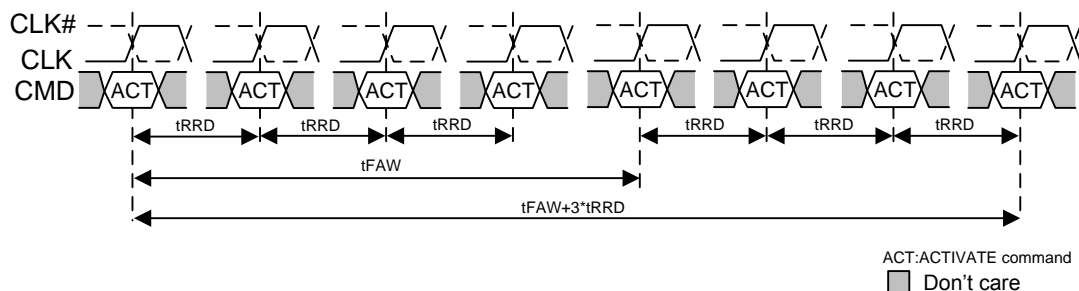 CLK#
CLK
CMD ACT ACT ACT ACT ACT ACT ACT ACT
tRRD tRRD tRRD tRRD tRRD tRRD
tFAW
tFAW+3*tRRD
ACT:ACTIVATE command
Don't care